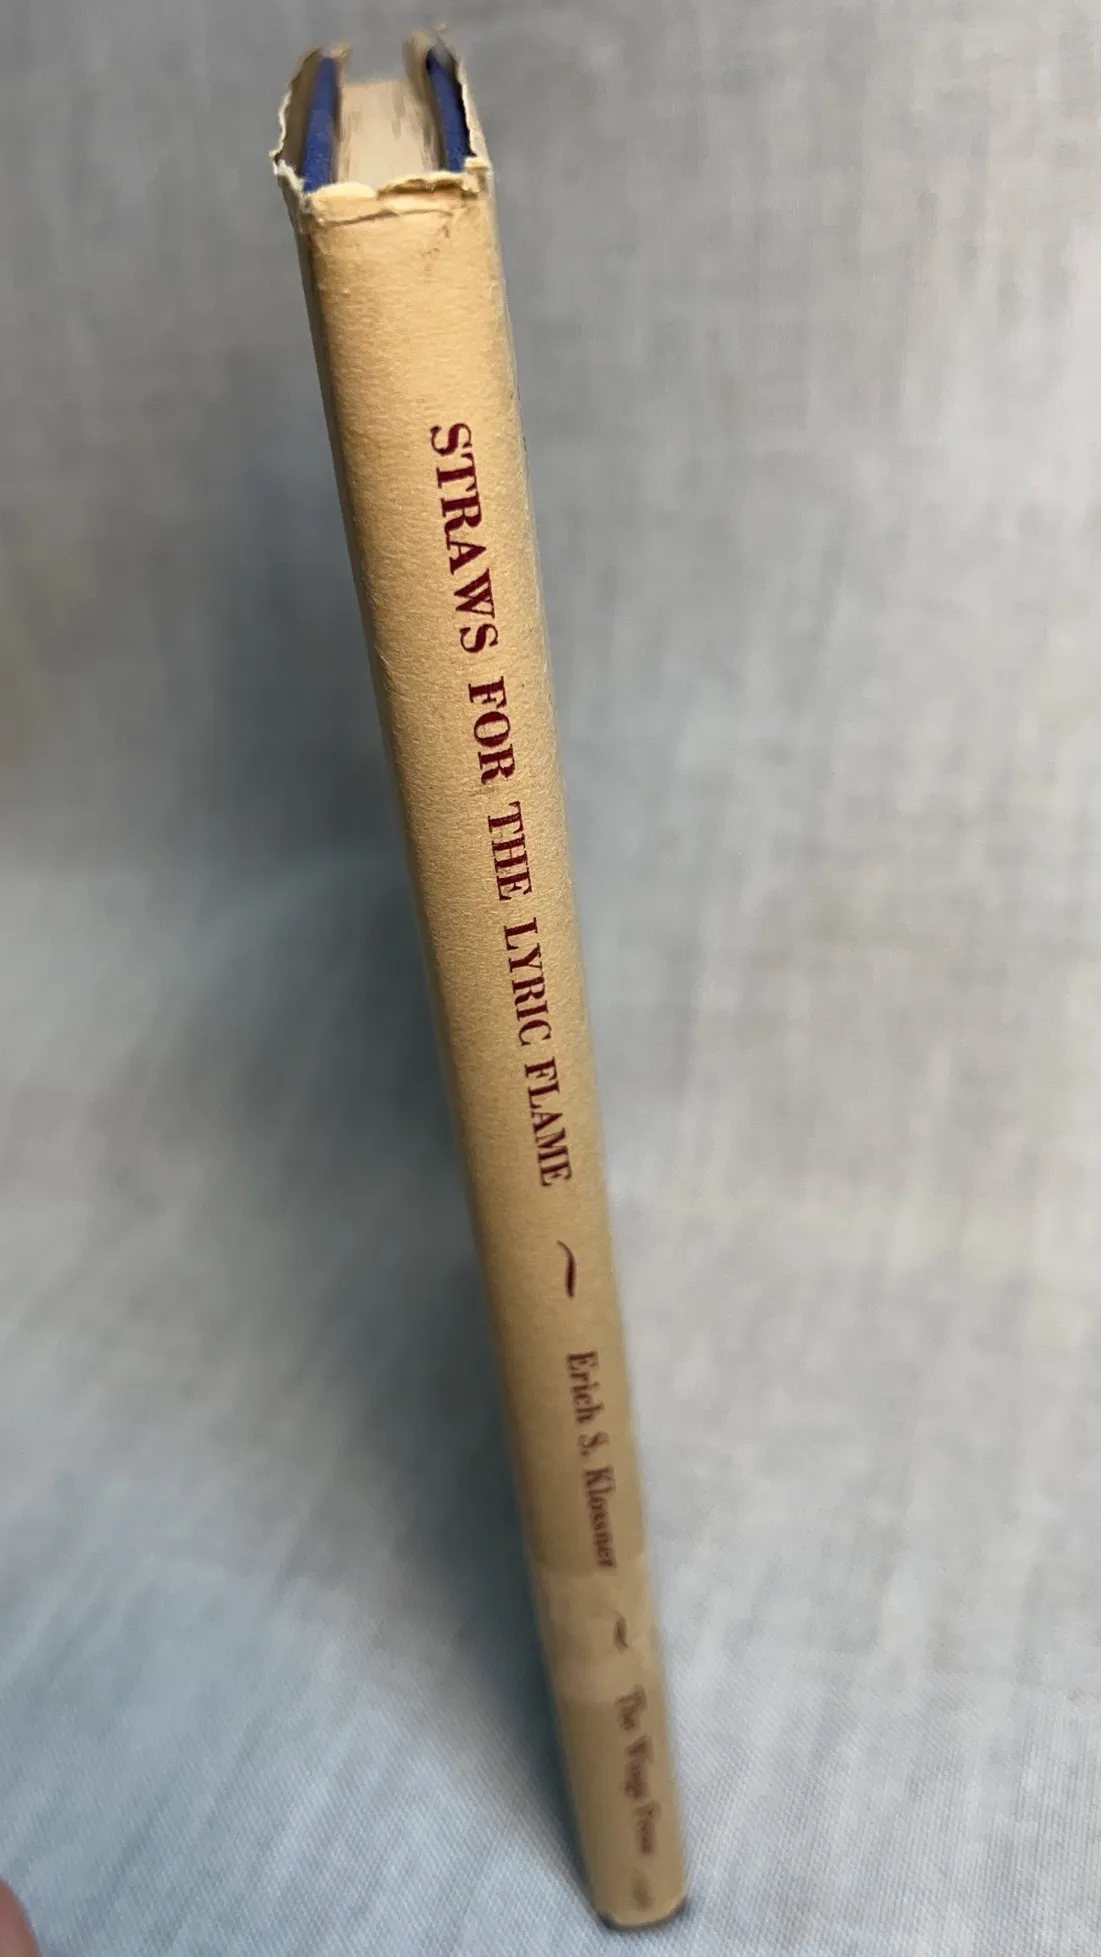 STRAWS FOR THE LYRIC FLAME ~ Erich S. Klossner ~ The Wings Press